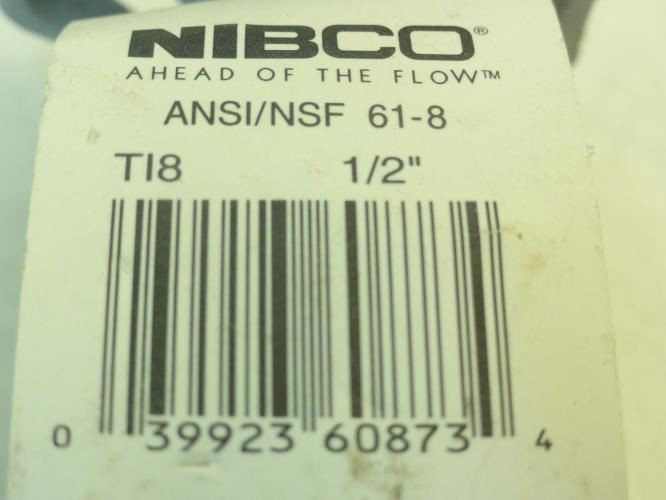 NIBCO®
AHEAD OF THE FLOW™
ANSI/NSF 61-8
TI8 1/2"
0 39923 60873 4